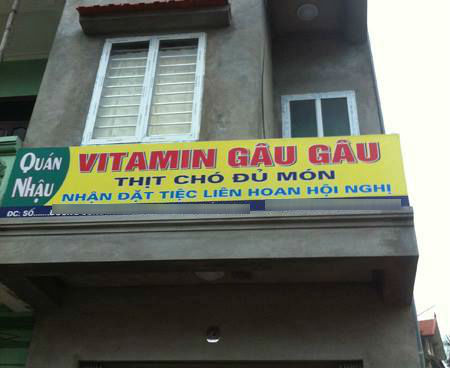 QUÁN
NHẬU
VITAMIN GÂU GÂU
THỊT CHÓ ĐỦ MÓN
NHẬN ĐẶT TIỆC LIÊN HOAN HỘI NGHỊ
ĐC: SỐ......